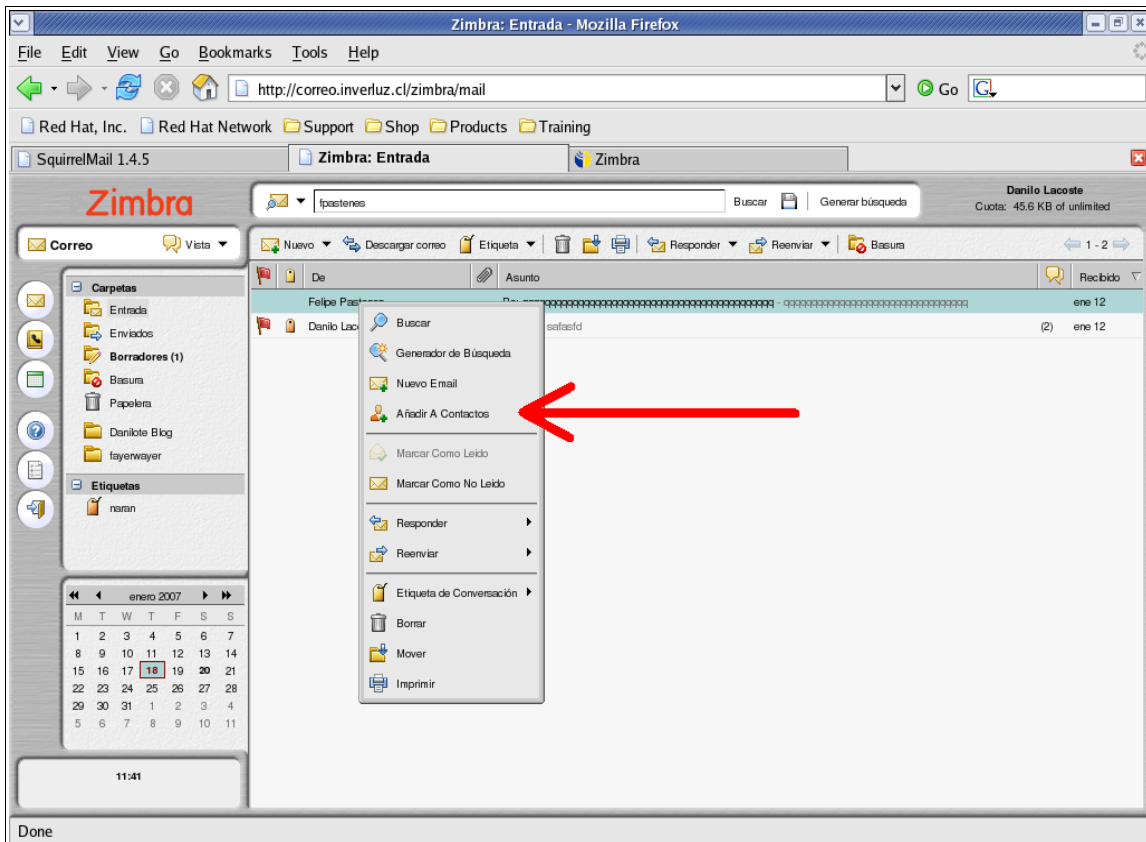 Zimbra: Entrada - Mozilla Firefox
File Edit View Go Bookmarks Tools Help
http://correo.inverluz.cl/zimbra/mail Go
Red Hat, Inc. Red Hat Network Support Shop Products Training
SquirrelMail 1.4.5 Zimbra: Entrada Zimbra
Zimbra fpastenes Buscar Generar búsqueda
Danilo Lacoste
Cuota: 45.6 KB of unlimited
Correo Vista Nuevo Descargar correo Etiqueta Responder Reenviar Basura 1 - 2
De Asunto Recibido
Felipe ene 12
Danilo safasfd (2) ene 12
Carpetas
Entrada
Enviados
Borradores (1)
Basura
Papelera
Danilote Blog
fayerwayer
Etiquetas
naran
Buscar
Generador de Búsqueda
Nuevo Email
Añadir A Contactos
Marcar Como Leido
Marcar Como No Leido
Responder
Reenviar
Etiqueta de Conversación
Borrar
Mover
Imprimir
enero 2007
M T W T F S S
1 2 3 4 5 6 7
8 9 10 11 12 13 14
15 16 17 18 19 20 21
22 23 24 25 26 27 28
29 30 31 1 2 3 4
5 6 7 8 9 10 11
11:41
Done